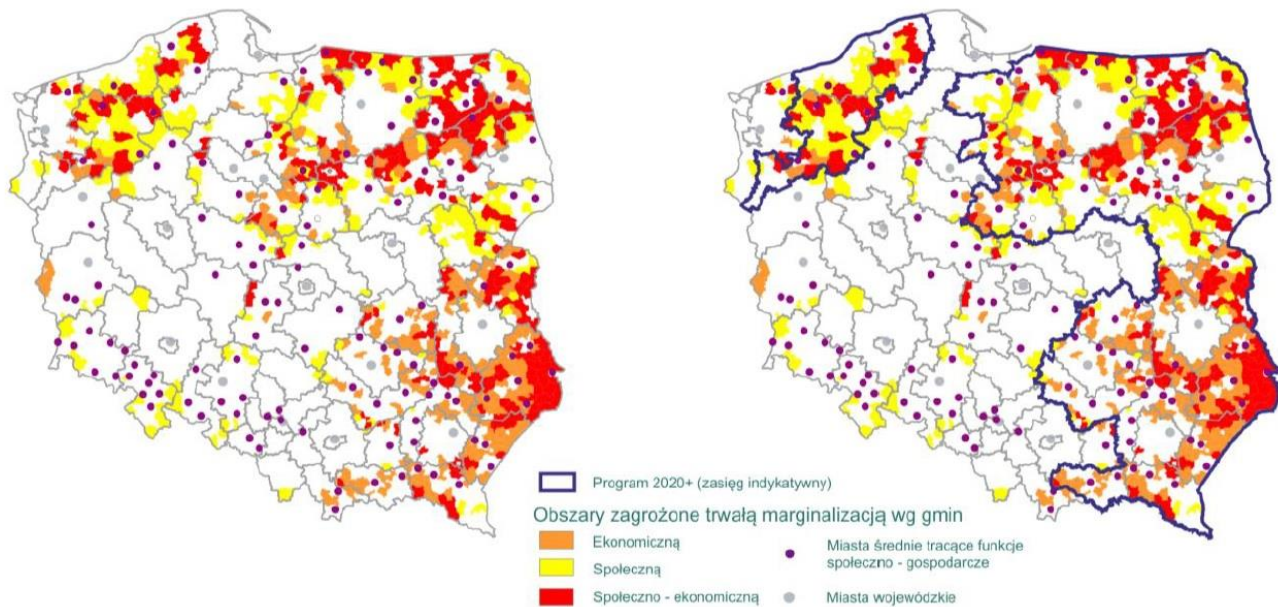 Program 2020+ (zasięg indykatywny)
Obszary zagrożone trwałą marginalizacją wg gmin
Ekonomiczną
Społeczną
Społeczno - ekonomiczną
Miasta średnie tracące funkcje
społeczno - gospodarcze
Miasta wojewódzkie